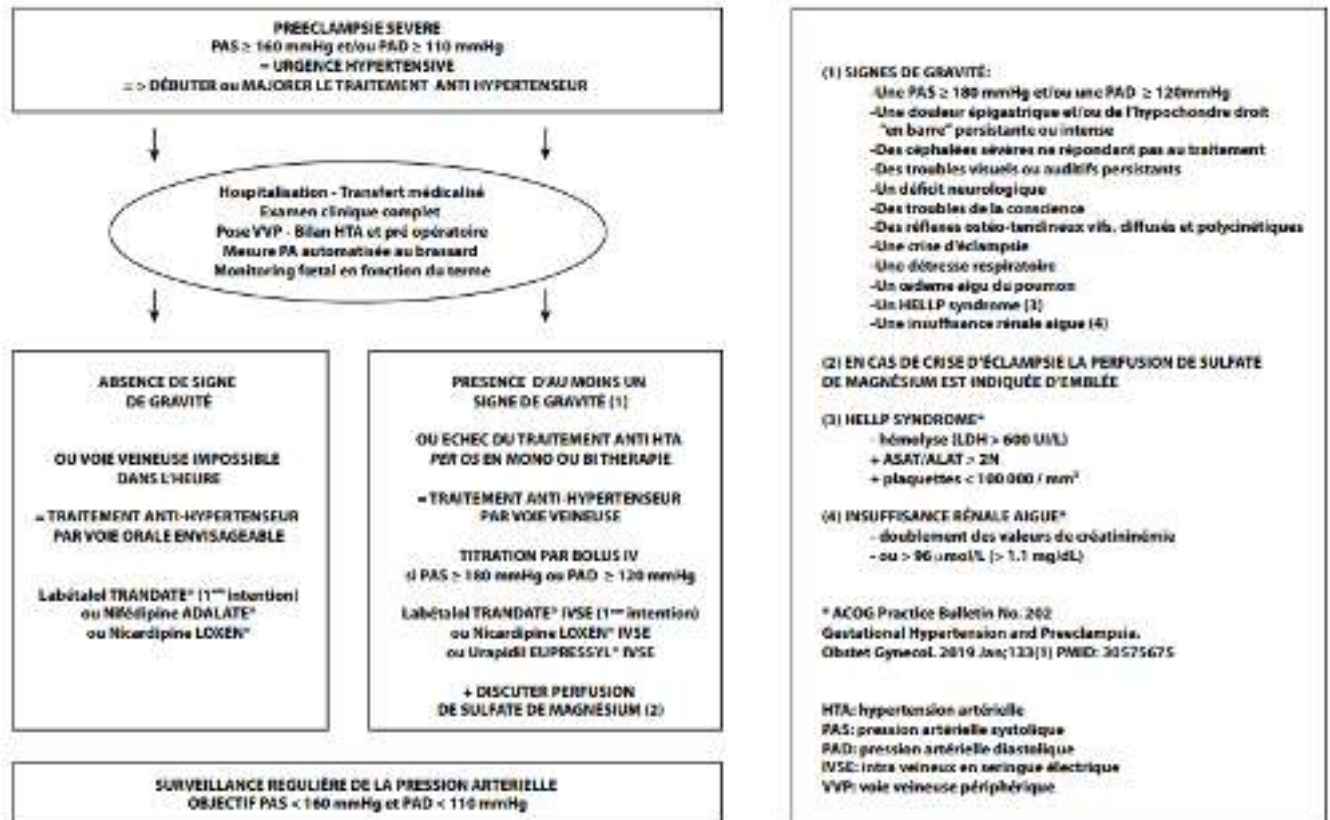 PREECLAMPSIE SEVERE
PAS ≥ 160 mmHg et/ou PAD ≥ 110 mmHg
= URGENCE HYPERTENSIVE
= > DÉBUTER ou MAJORER LE TRAITEMENT ANTI HYPERTENSEUR
Hospitalisation - Transfert médicalisé
Examen clinique complet
Pose VVP - Bilan HTA et pré opératoire
Mesure PA automatisée au brassard
Monitoring fœtal en fonction du terme
ABSENCE DE SIGNE
DE GRAVITÉ
OU VOIE VEINEUSE IMPOSSIBLE
DANS L'HEURE
= TRAITEMENT ANTI-HYPERTENSEUR
PAR VOIE ORALE ENVISAGEABLE
Labétalol TRANDATE® (1ère intention)
ou Nifédipine ADALATE®
ou Nicardipine LOXEN®
PRESENCE D'AU MOINS UN
SIGNE DE GRAVITÉ (1)
OU ECHEC DU TRAITEMENT ANTI HTA
PER OS EN MONO OU BI THERAPIE
= TRAITEMENT ANTI-HYPERTENSEUR
PAR VOIE VEINEUSE
TITRATION PAR BOLUS IV
si PAS ≥ 180 mmHg ou PAD ≥ 120 mmHg
Labétalol TRANDATE® IVSE (1ère intention)
ou Nicardipine LOXEN® IVSE
ou Urapidil EUPRESSYL® IVSE
+ DISCUTER PERFUSION
DE SULFATE DE MAGNÉSIUM (2)
SURVEILLANCE REGULIÈRE DE LA PRESSION ARTERIELLE
OBJECTIF PAS < 160 mmHg et PAD < 110 mmHg
(1) SIGNES DE GRAVITÉ:
-Une PAS ≥ 180 mmHg et/ou une PAD ≥ 120mmHg
-Une douleur épigastrique et/ou de l'hypochondre droit
"en barre" persistante ou intense
-Des céphalées sévères ne répondant pas au traitement
-Des troubles visuels ou auditifs persistants
-Un déficit neurologique
-Des troubles de la conscience
-Des réflexes ostéo-tendineux vifs, diffusés et polycinétiques
-Une crise d'éclampsie
-Une détresse respiratoire
-Un œdeme aigu du poumon
-Un HELLP syndrome (3)
-Une insuffisance rénale aigue (4)
(2) EN CAS DE CRISE D'ÉCLAMPSIE LA PERFUSION DE SULFATE
DE MAGNÉSIUM EST INDIQUÉE D'EMBLÉE
(3) HELLP SYNDROME*
- hémolyse (LDH > 600 UI/L)
+ ASAT/ALAT > 2N
+ plaquettes < 100 000 / mm³
(4) INSUFFISANCE RÉNALE AIGUE*
- doublement des valeurs de créatininémie
- ou > 96 µmol/L (> 1.1 mg/dL)
* ACOG Practice Bulletin No. 202
Gestational Hypertension and Preeclampsia.
Obstet Gynecol. 2019 Jan;133(1) PMID: 30575675
HTA: hypertension artérielle
PAS: pression artérielle systolique
PAD: pression artérielle diastolique
IVSE: intra veineux en seringue électrique
VVP: voie veineuse périphérique